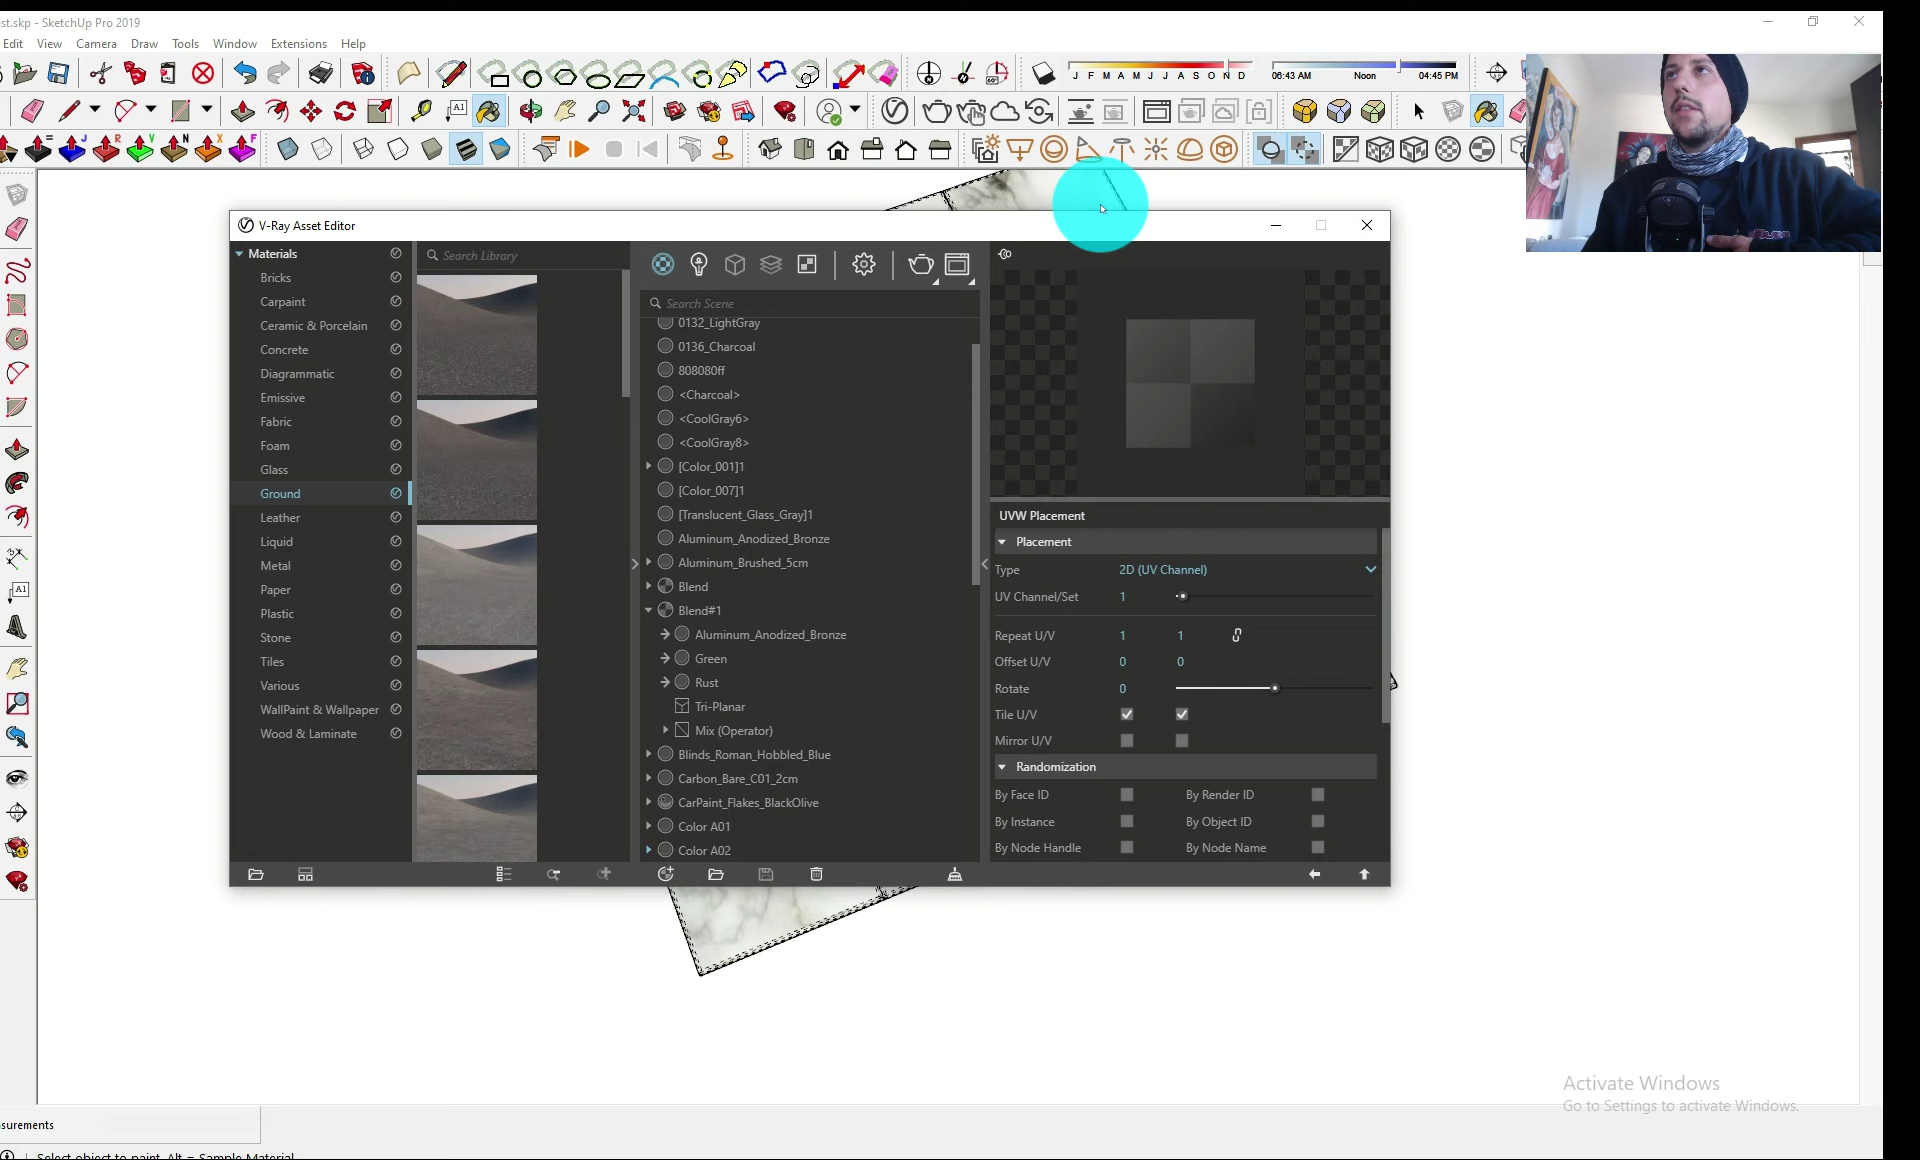 st.skp - SketchUp Pro 2019
Edit View Camera Draw Tools Window Extensions Help
J F M A M J J A S O N D
06:43 AM Noon 04:45 PM
V-Ray Asset Editor
Materials
Bricks
Carpaint
Ceramic & Porcelain
Concrete
Diagrammatic
Emissive
Fabric
Foam
Glass
Ground
Leather
Liquid
Metal
Paper
Plastic
Stone
Tiles
Various
WallPaint & Wallpaper
Wood & Laminate
Search Library
Search Scene
0132_LightGray
0136_Charcoal
808080ff
<Charcoal>
<CoolGray6>
<CoolGray8>
[Color_001]1
[Color_007]1
[Translucent_Glass_Gray]1
Aluminum_Anodized_Bronze
Aluminum_Brushed_5cm
Blend
Blend#1
Aluminum_Anodized_Bronze
Green
Rust
Tri-Planar
Mix (Operator)
Blinds_Roman_Hobbled_Blue
Carbon_Bare_C01_2cm
CarPaint_Flakes_BlackOlive
Color A01
Color A02
UVW Placement
Placement
Type 2D (UV Channel)
UV Channel/Set 1
Repeat U/V 1 1
Offset U/V 0 0
Rotate 0
Tile U/V
Mirror U/V
Randomization
By Face ID By Render ID
By Instance By Object ID
By Node Handle By Node Name
Activate Windows
Go to Settings to activate Windows.
surements
Select object to paint. Alt = Sample Material